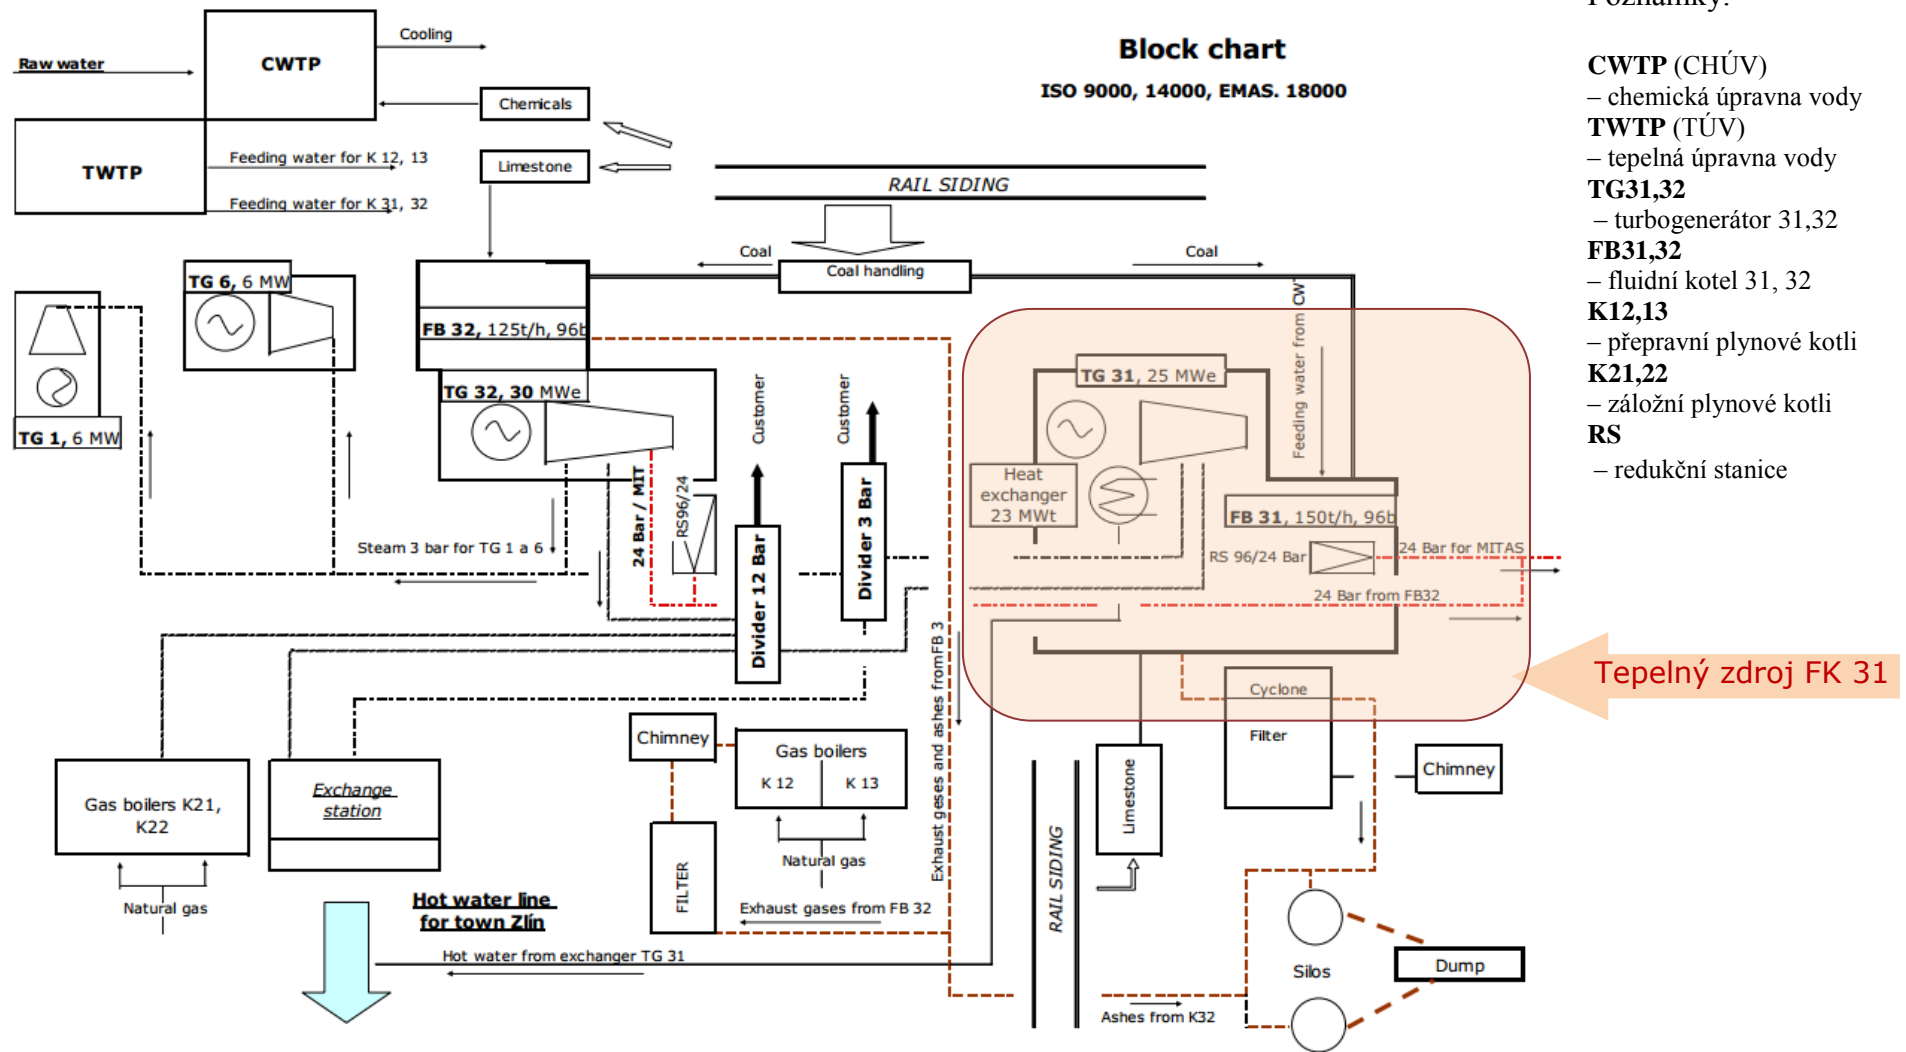 Poznámky:
CWTP (CHÚV)
– chemická úpravna vody
TWTP (TÚV)
– tepelná úpravna vody
TG31,32
– turbogenerátor 31,32
FB31,32
– fluidní kotel 31, 32
K12,13
– přepravní plynové kotli
K21,22
– záložní plynové kotli
RS
– redukční stanice
Block chart
ISO 9000, 14000, EMAS. 18000
Raw water
CWTP
Cooling
Chemicals
TWTP
Feeding water for K 12, 13
Feeding water for K 31, 32
Limestone
RAIL SIDING
Coal
Coal handling
Coal
TG 6, 6 MW
TG 1, 6 MW
FB 32, 125t/h, 96b
TG 32, 30 MWe
Customer
Customer
24 Bar / MIT
RS96/24
Divider 12 Bar
Divider 3 Bar
Steam 3 bar for TG 1 a 6
TG 31, 25 MWe
Feeding water from CW
Heat
exchanger
23 MWt
FB 31, 150t/h, 96b
RS 96/24 Bar
24 Bar for MITAS
24 Bar from FB32
Tepelný zdroj FK 31
Exhaust geses and ashes fromFB 3
Cyclone
Filter
Chimney
Limestone
RAIL SIDING
Chimney
Gas boilers
K 12
K 13
Natural gas
FILTER
Exhaust gases from FB 32
Gas boilers K21,
K22
Natural gas
Exchange
station
Hot water line
for town Zlín
Hot water from exchanger TG 31
Silos
Dump
Ashes from K32